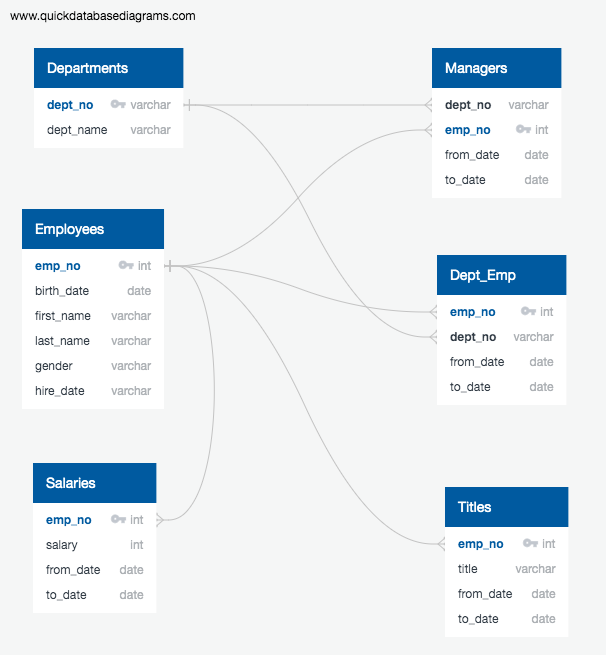 www.quickdatabasediagrams.com
Departments
dept_no varchar
dept_name varchar
Managers
dept_no varchar
emp_no int
from_date date
to_date date
Employees
emp_no int
birth_date date
first_name varchar
last_name varchar
gender varchar
hire_date varchar
Dept_Emp
emp_no int
dept_no varchar
from_date date
to_date date
Salaries
emp_no int
salary int
from_date date
to_date date
Titles
emp_no int
title varchar
from_date date
to_date date